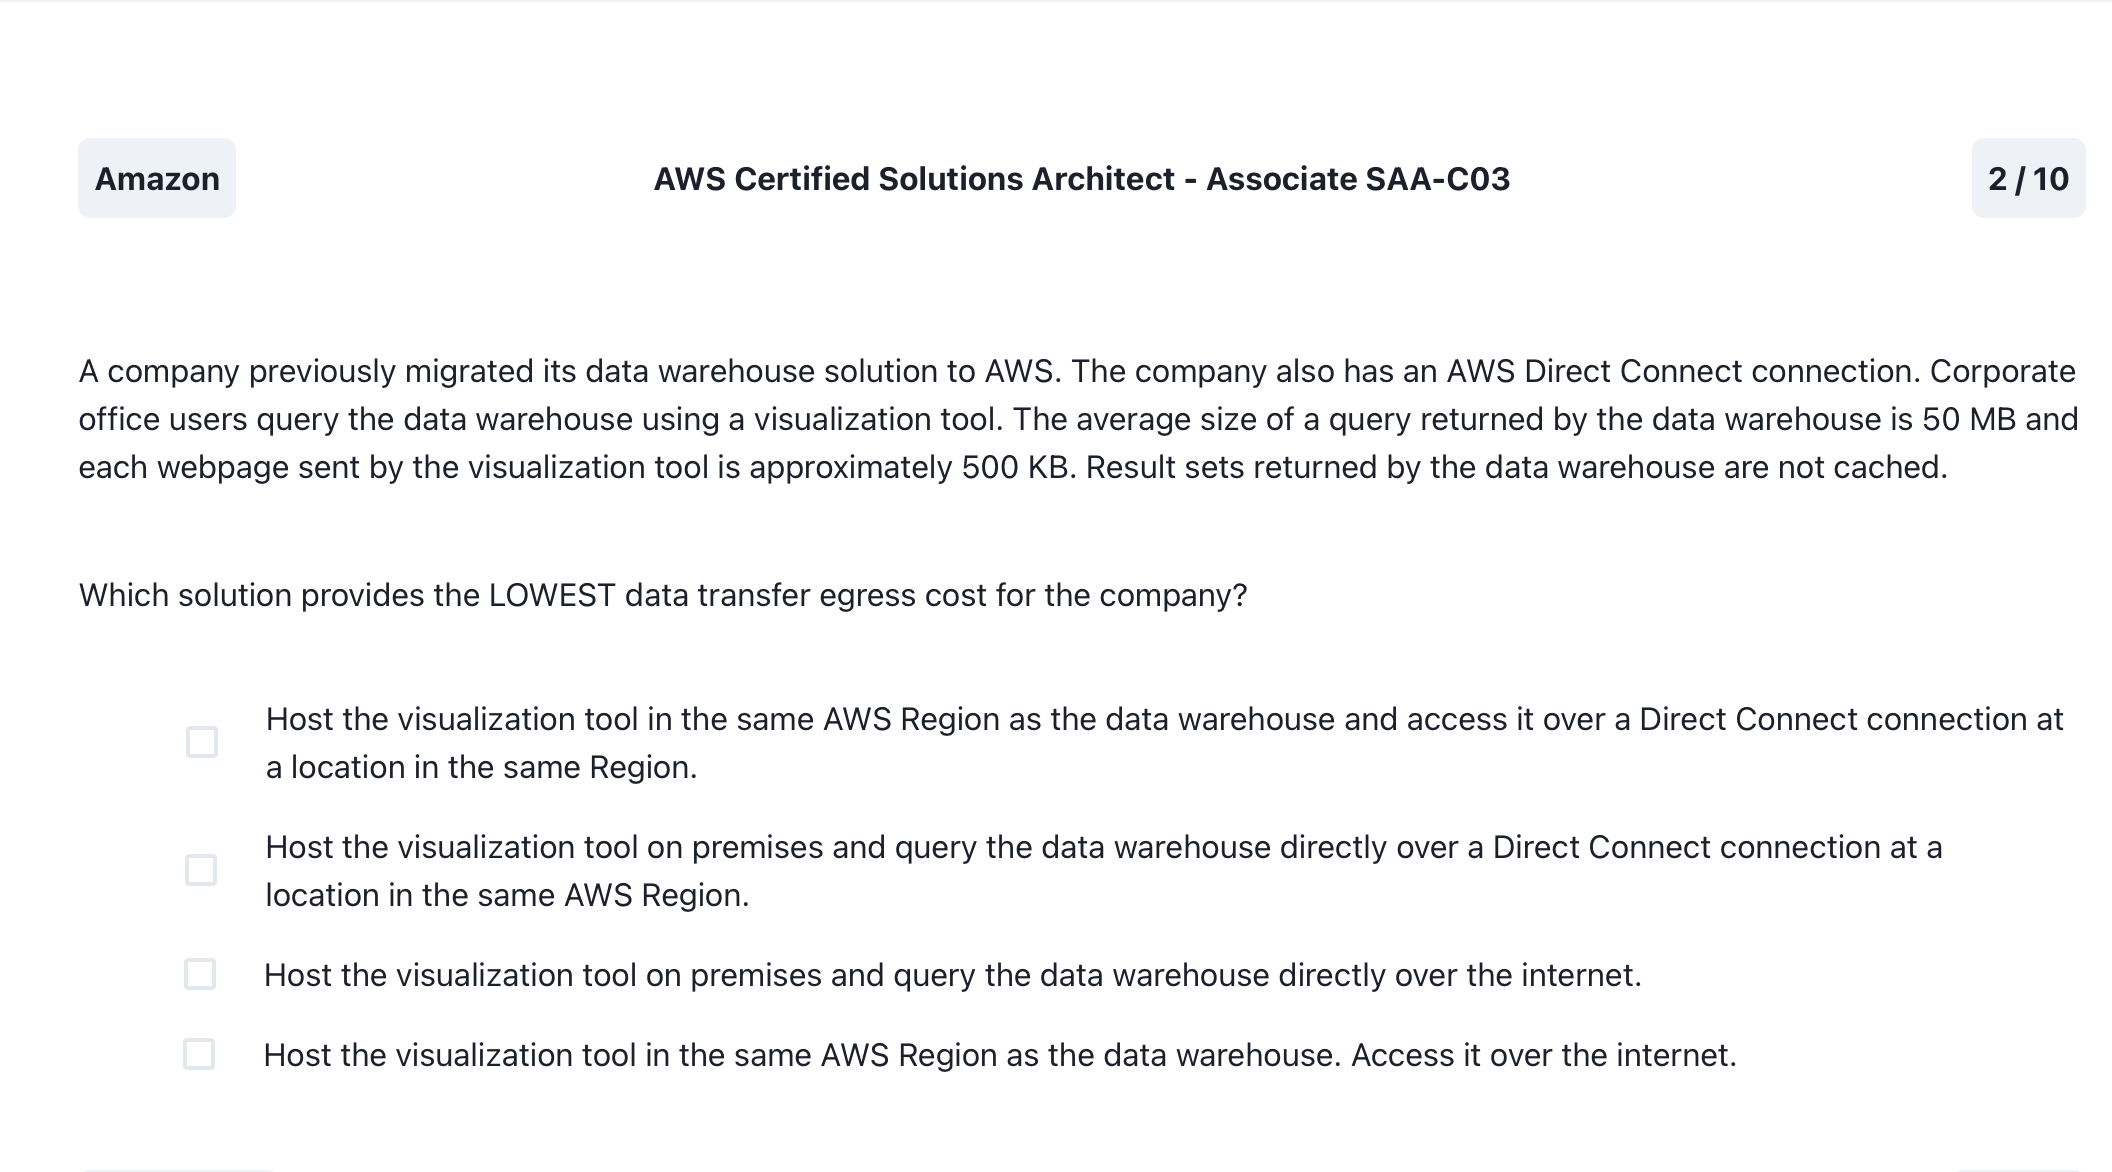 Amazon
AWS Certified Solutions Architect - Associate SAA-C03
2 / 10
A company previously migrated its data warehouse solution to AWS. The company also has an AWS Direct Connect connection. Corporate
office users query the data warehouse using a visualization tool. The average size of a query returned by the data warehouse is 50 MB and
each webpage sent by the visualization tool is approximately 500 KB. Result sets returned by the data warehouse are not cached.
Which solution provides the LOWEST data transfer egress cost for the company?
Host the visualization tool in the same AWS Region as the data warehouse and access it over a Direct Connect connection at
a location in the same Region.
Host the visualization tool on premises and query the data warehouse directly over a Direct Connect connection at a
location in the same AWS Region.
Host the visualization tool on premises and query the data warehouse directly over the internet.
Host the visualization tool in the same AWS Region as the data warehouse. Access it over the internet.